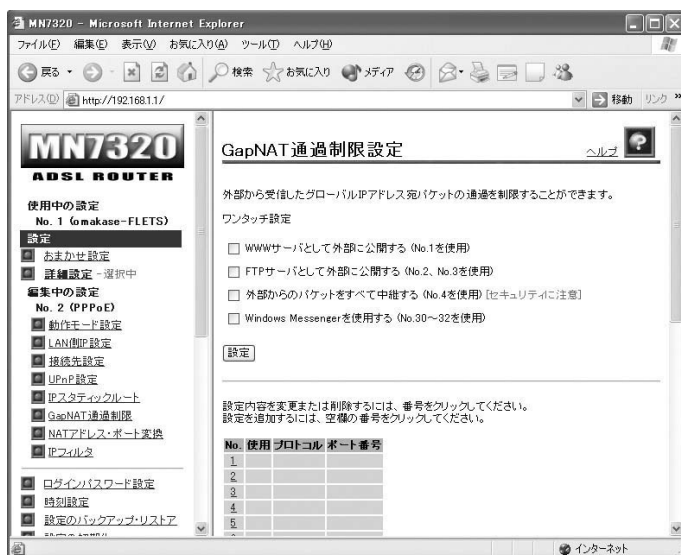 MN7320 - Microsoft Internet Explorer
ファイル(F) 編集(E) 表示(V) お気に入り(A) ツール(T) ヘルプ(H)
戻る 検索 お気に入り メディア
アドレス(D) http://192.168.1.1/ 移動 リンク »
MN7320
ADSL ROUTER
使用中の設定
No. 1 (omakase-FLETS)
設定
おまかせ設定
詳細設定 -選択中
編集中の設定
No. 2 (PPPoE)
動作モード設定
LAN側IP設定
接続先設定
UPnP設定
IPスタティックルート
GapNAT通過制限
NATアドレス・ポート変換
IPフィルタ
ログインパスワード設定
時刻設定
設定のバックアップ・リストア
GapNAT通過制限設定
ヘルプ ?
外部から受信したグローバルIPアドレス宛パケットの通過を制限することができます。
ワンタッチ設定
WWWサーバとして外部に公開する (No.1を使用)
FTPサーバとして外部に公開する (No.2、No.3を使用)
外部からのパケットをすべて中継する (No.4を使用) [セキュリティに注意]
Windows Messengerを使用する (No.30～32を使用)
設定
設定内容を変更または削除するには、番号をクリックしてください。
設定を追加するには、空欄の番号をクリックしてください。
No. 使用 プロトコル ポート番号
1
2
3
4
5
インターネット